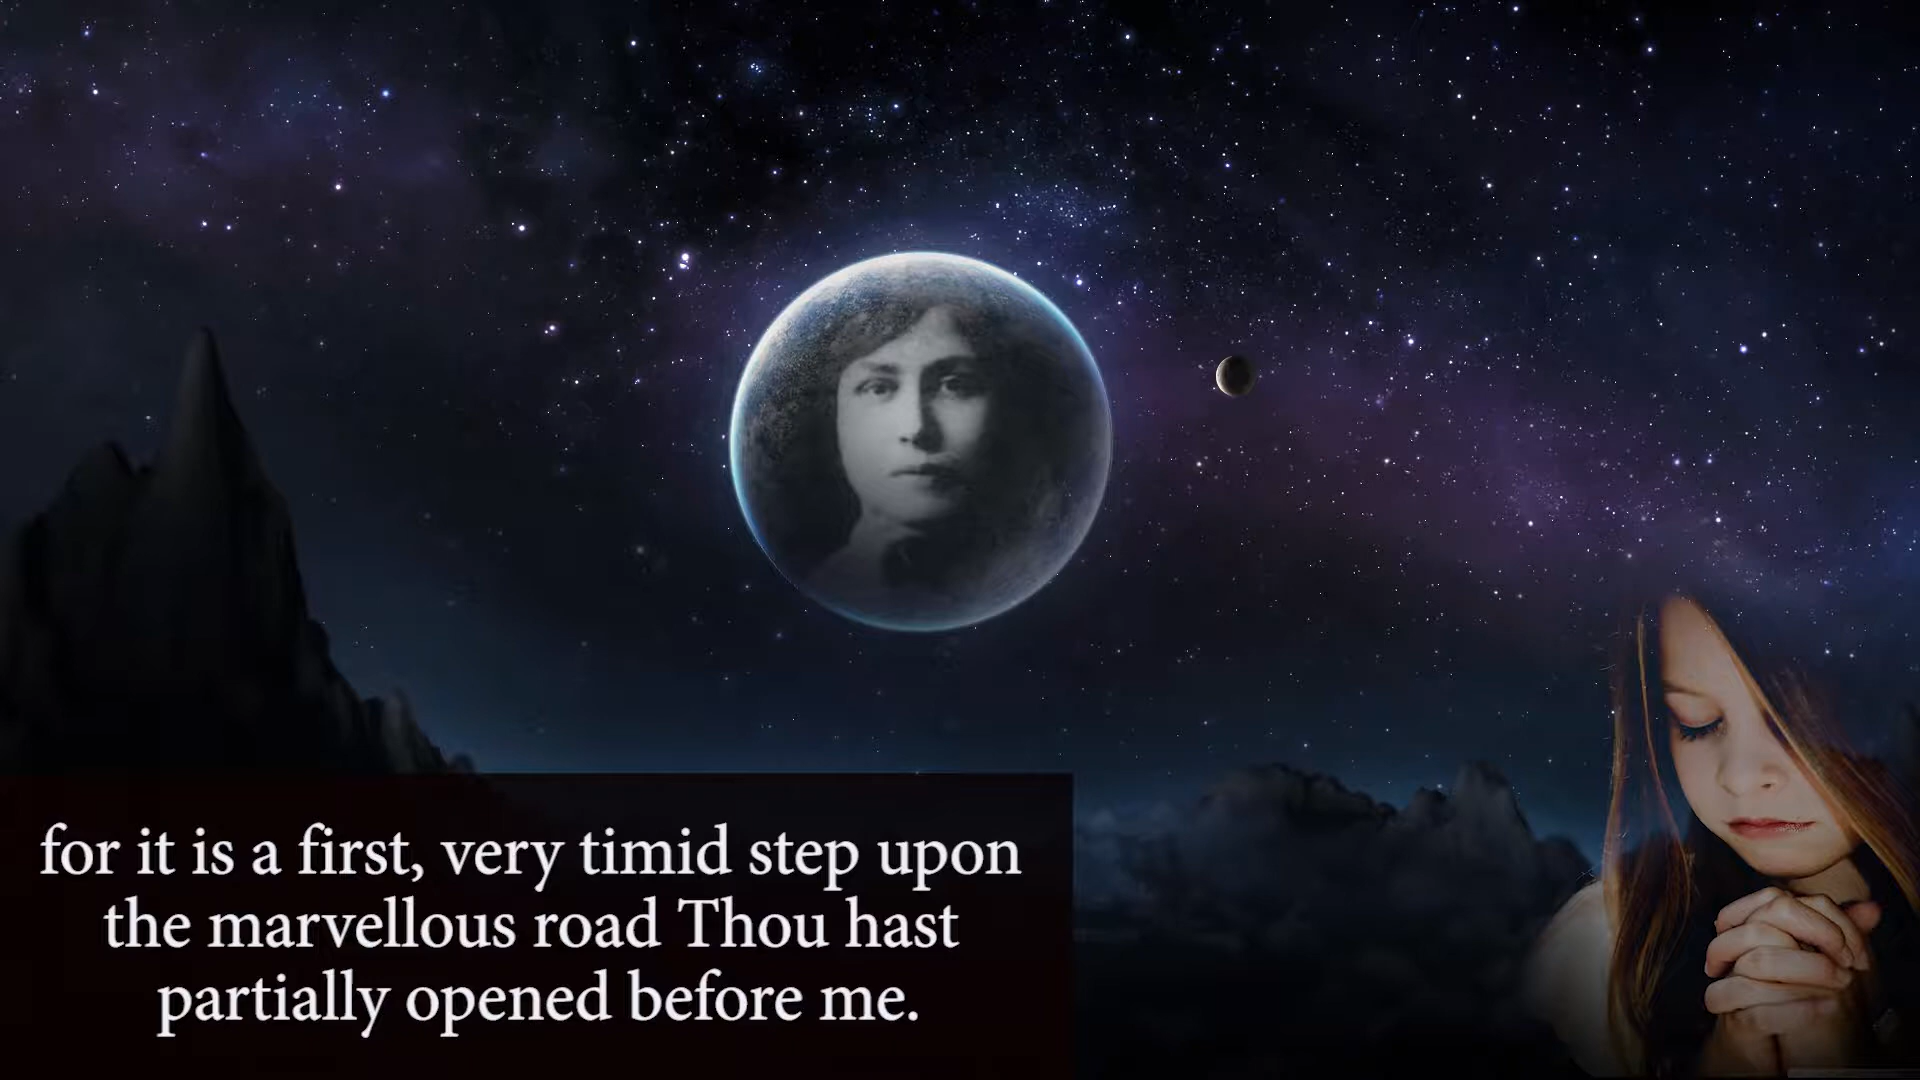 for it is a first, very timid step upon
the marvellous road Thou hast
partially opened before me.